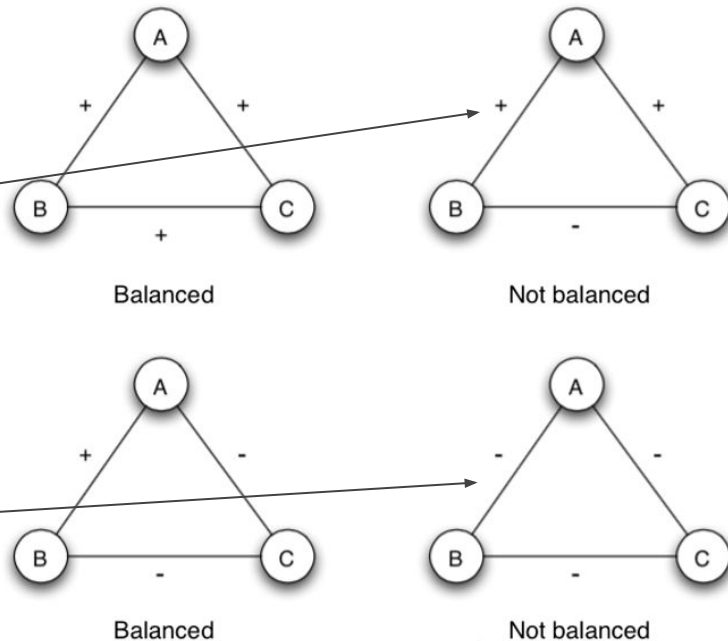 A A
+ + + +
B C B C
+ -
Balanced Not balanced
A A
+ - - -
B C B C
- -
Balanced Not balanced